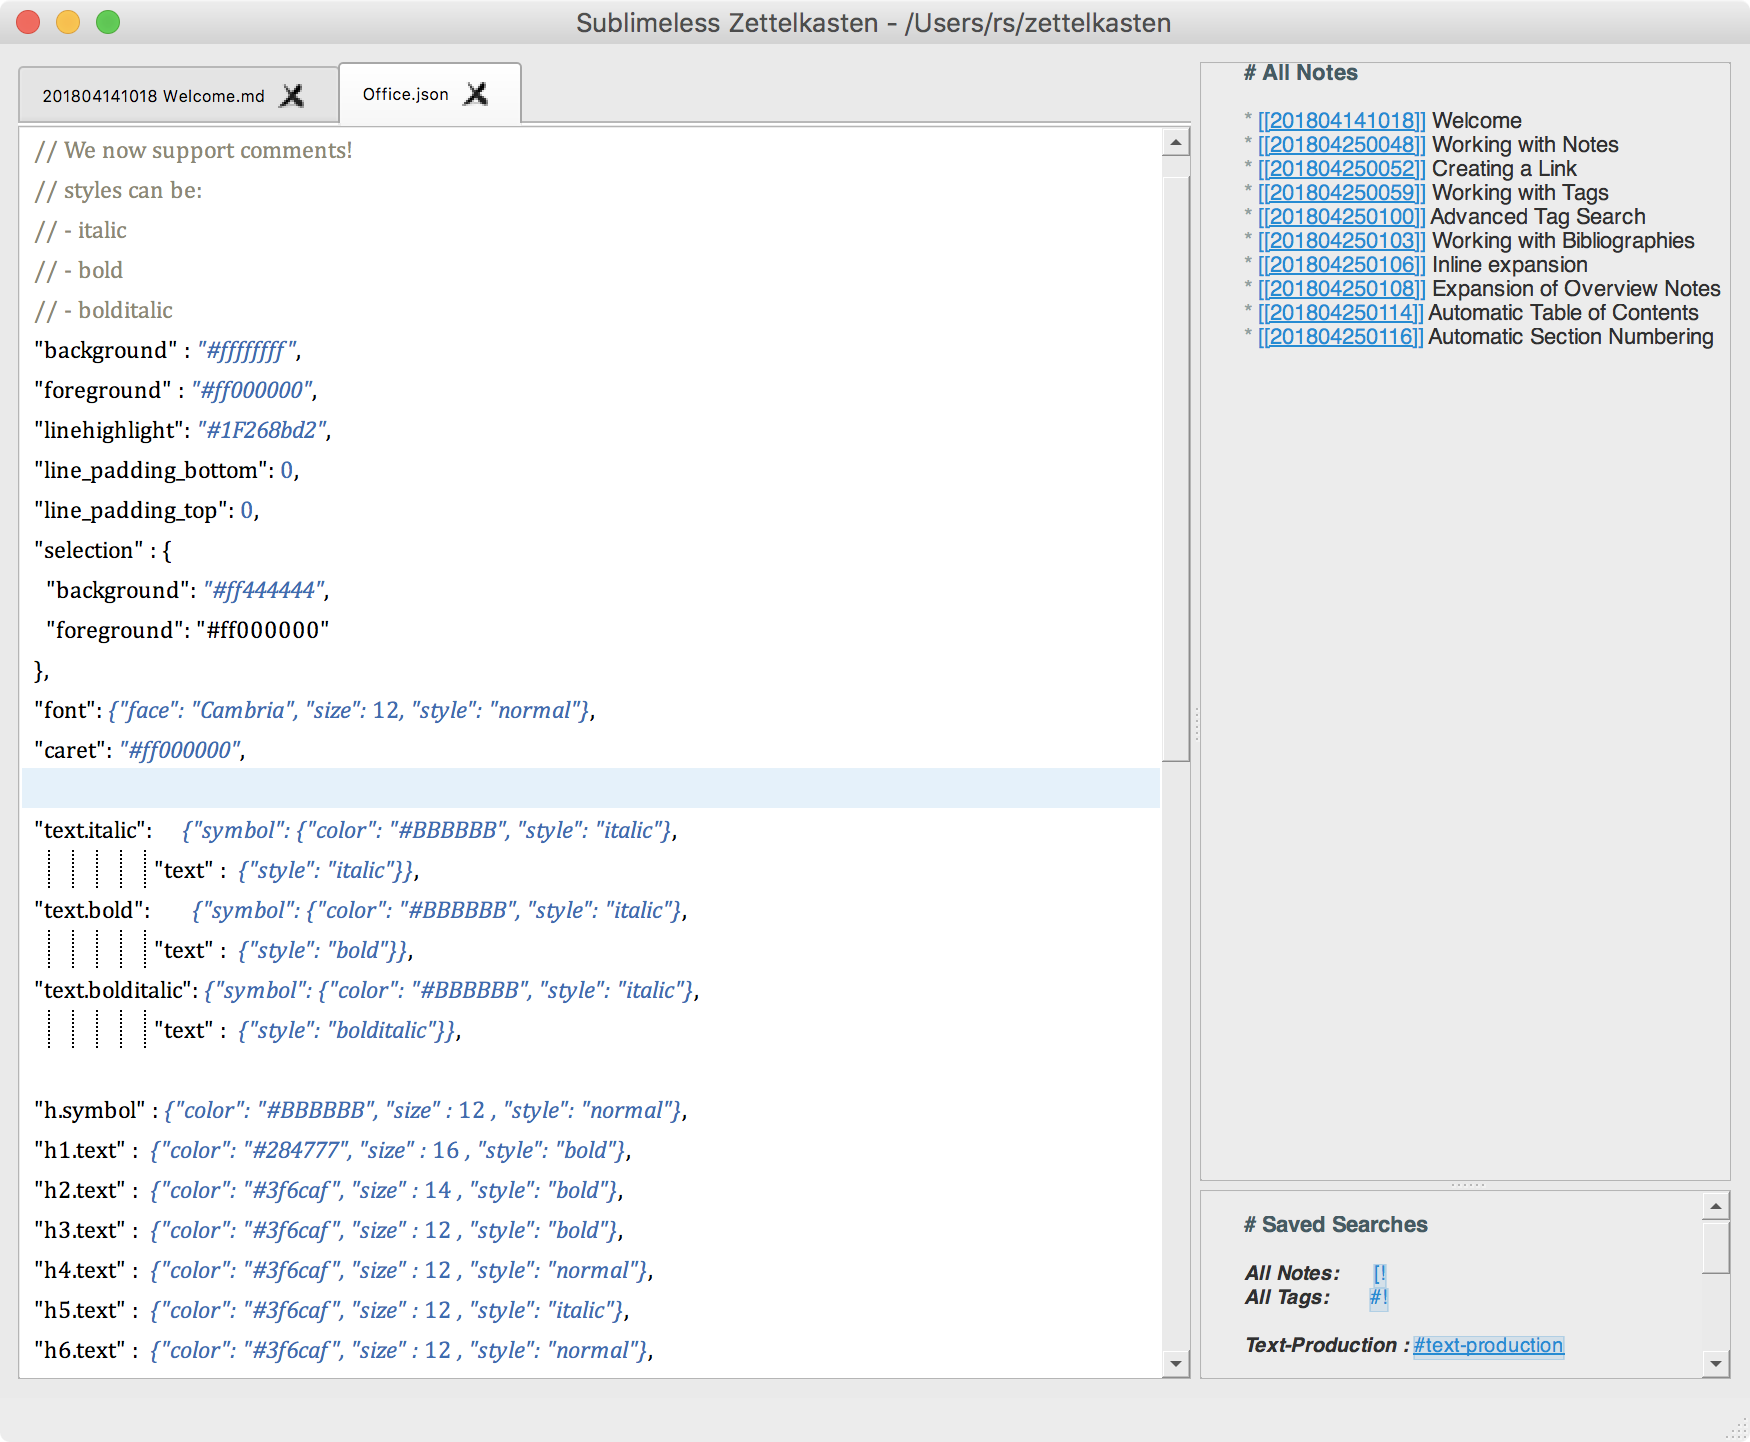 Sublimeless Zettelkasten - /Users/rs/zettelkasten
201804141018 Welcome.md
Office.json
// We now support comments!
// styles can be:
// - italic
// - bold
// - bolditalic
"background" : "#ffffffff",
"foreground" : "#ff000000",
"linehighlight": "#1F268bd2",
"line_padding_bottom": 0,
"line_padding_top": 0,
"selection" : {
"background": "#ff444444",
"foreground": "#ff000000"
},
"font": {"face": "Cambria", "size": 12, "style": "normal"},
"caret": "#ff000000",
"text.italic": {"symbol": {"color": "#BBBBBB", "style": "italic"},
"text" : {"style": "italic"}},
"text.bold": {"symbol": {"color": "#BBBBBB", "style": "italic"},
"text" : {"style": "bold"}},
"text.bolditalic": {"symbol": {"color": "#BBBBBB", "style": "italic"},
"text" : {"style": "bolditalic"}},
"h.symbol" : {"color": "#BBBBBB", "size" : 12 , "style": "normal"},
"h1.text" : {"color": "#284777", "size" : 16 , "style": "bold"},
"h2.text" : {"color": "#3f6caf", "size" : 14 , "style": "bold"},
"h3.text" : {"color": "#3f6caf", "size" : 12 , "style": "bold"},
"h4.text" : {"color": "#3f6caf", "size" : 12 , "style": "normal"},
"h5.text" : {"color": "#3f6caf", "size" : 12 , "style": "italic"},
"h6.text" : {"color": "#3f6caf", "size" : 12 , "style": "normal"},
# All Notes
* [[201804141018]] Welcome
* [[201804250048]] Working with Notes
* [[201804250052]] Creating a Link
* [[201804250059]] Working with Tags
* [[201804250100]] Advanced Tag Search
* [[201804250103]] Working with Bibliographies
* [[201804250106]] Inline expansion
* [[201804250108]] Expansion of Overview Notes
* [[201804250114]] Automatic Table of Contents
* [[201804250116]] Automatic Section Numbering
# Saved Searches
All Notes: [!
All Tags: #!
Text-Production : #text-production